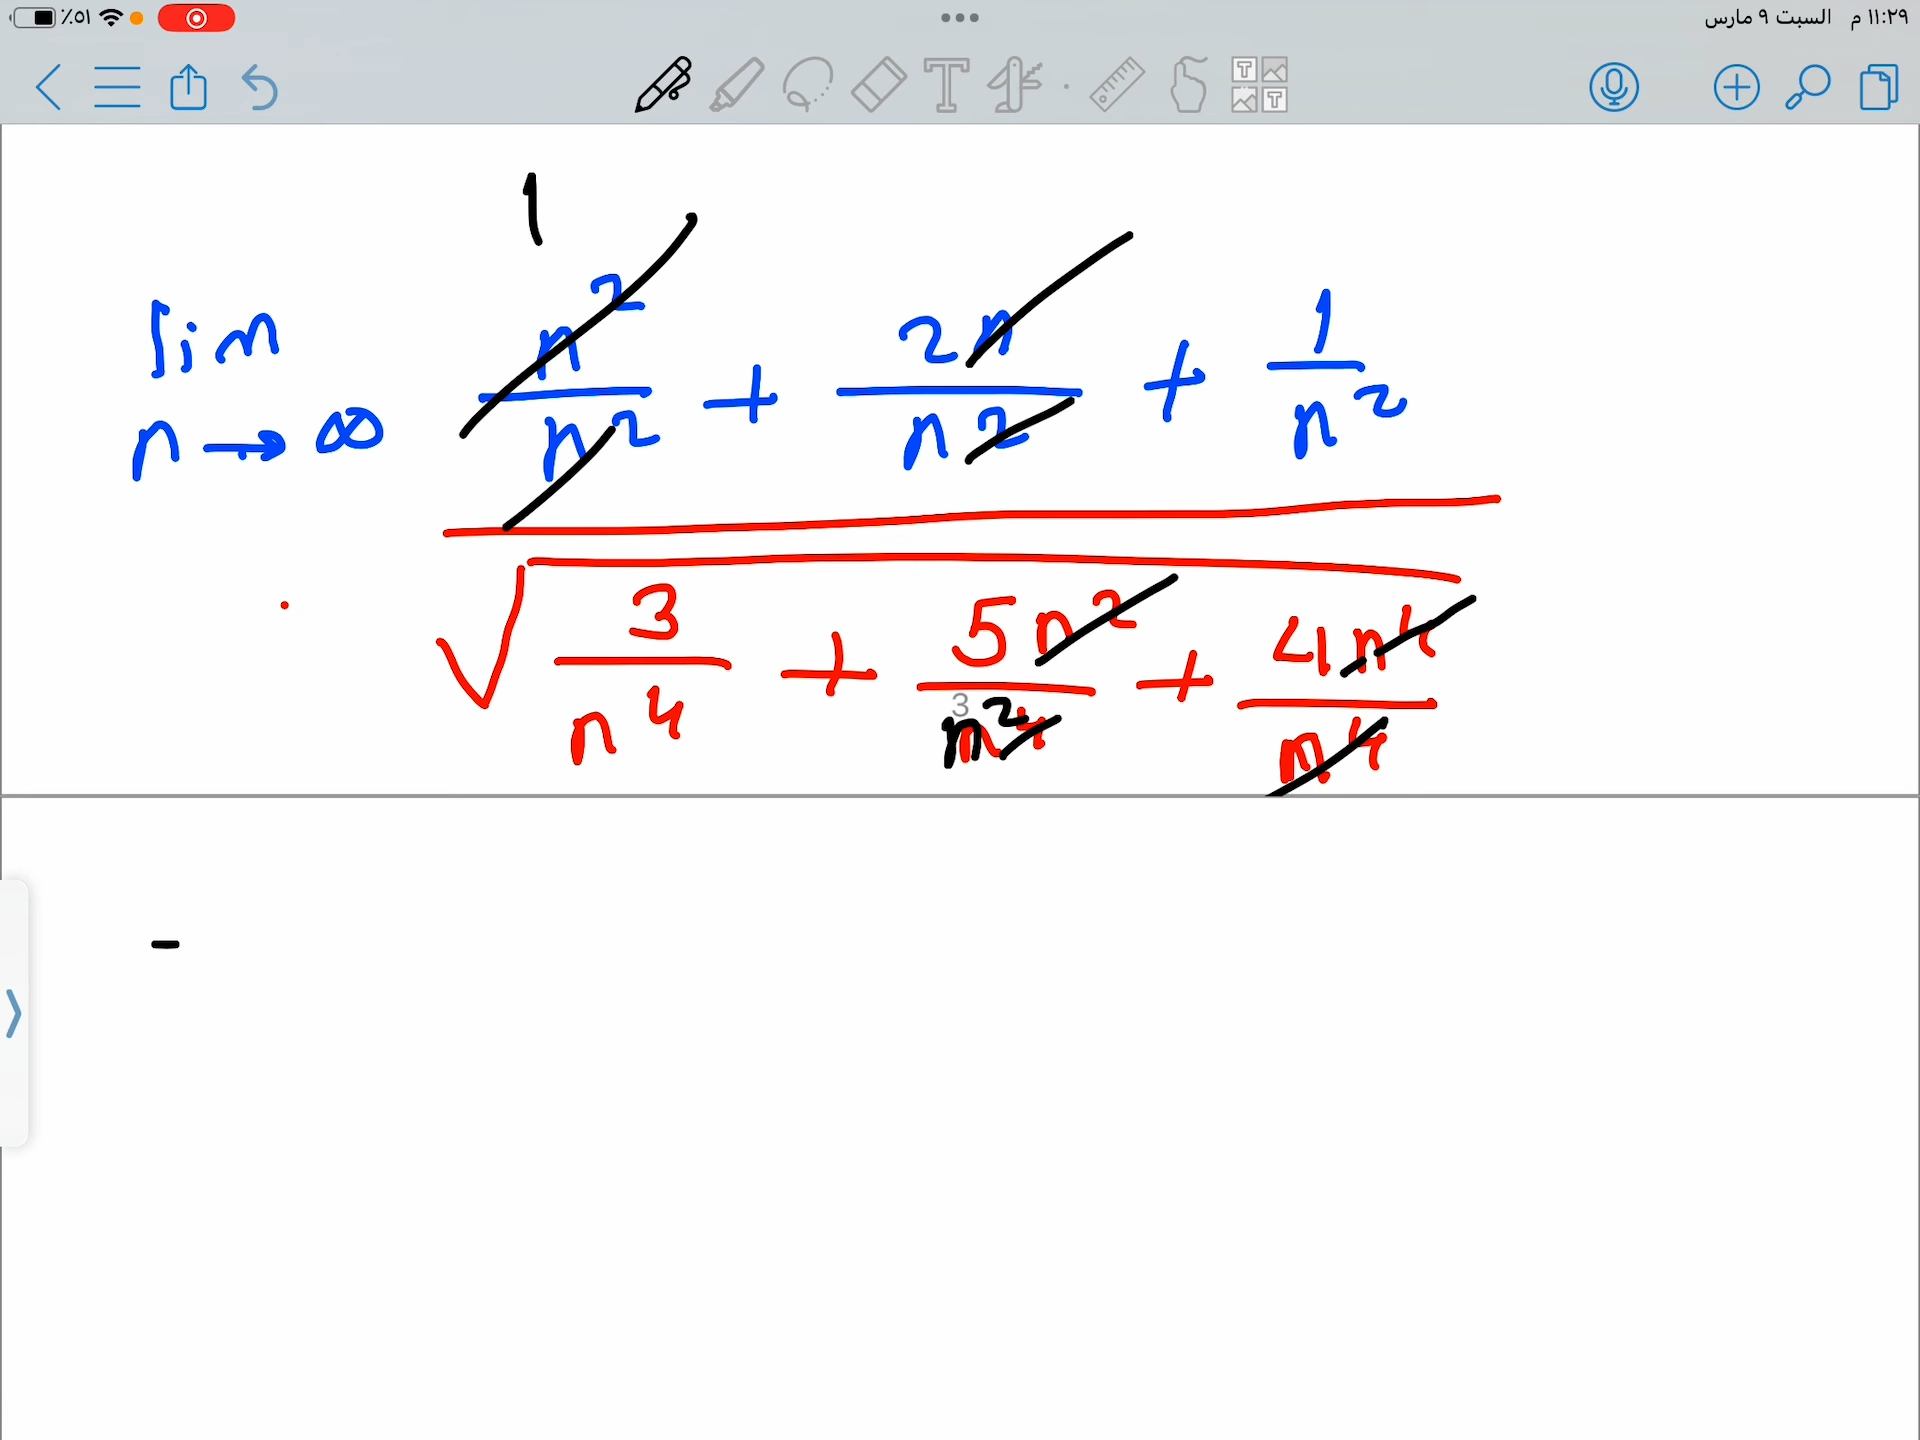 ٪٥١
السبت ٩ مارس ١١:٢٩ م
1
lim n→∞ n²/n² + 2n/n² + 1/n²
√(3/n⁴ + 5n²/n⁴ + 4n⁴/n⁴)
n²
3
-